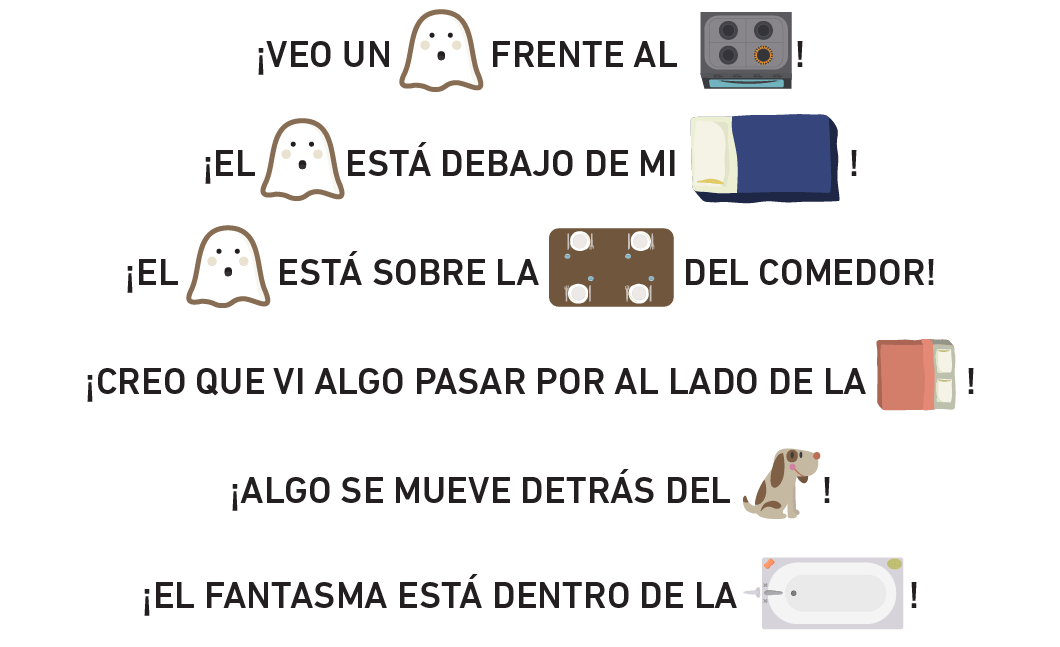 ¡VEO UN FRENTE AL !
¡EL ESTÁ DEBAJO DE MI !
¡EL ESTÁ SOBRE LA DEL COMEDOR!
¡CREO QUE VI ALGO PASAR POR AL LADO DE LA !
¡ALGO SE MUEVE DETRÁS DEL !
¡EL FANTASMA ESTÁ DENTRO DE LA !